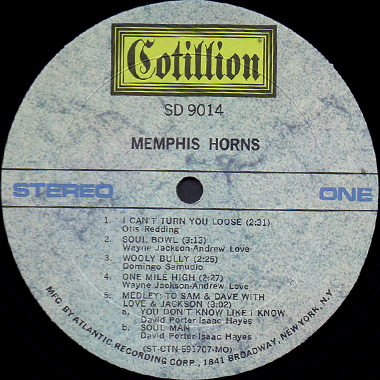 Cotillion
SD 9014
MEMPHIS HORNS
STEREO ONE
1. I CAN'T TURN YOU LOOSE (2:31)
Otis Redding
2. SOUL BOWL (3:13)
Wayne Jackson-Andrew Love
3. WOOLY BULLY (2:25)
Domingo Samudio
4. ONE MILE HIGH (2:27)
Wayne Jackson-Andrew Love
5. MEDLEY: TO SAM & DAVE WITH
LOVE & JACKSON (3:02)
a. YOU DON'T KNOW LIKE I KNOW
David Porter-Isaac Hayes
b. SOUL MAN
David Porter-Isaac Hayes
(ST-CTN-691707-MO)
MFG. BY ATLANTIC RECORDING CORP., 1841 BROADWAY, NEW YORK, N.Y.